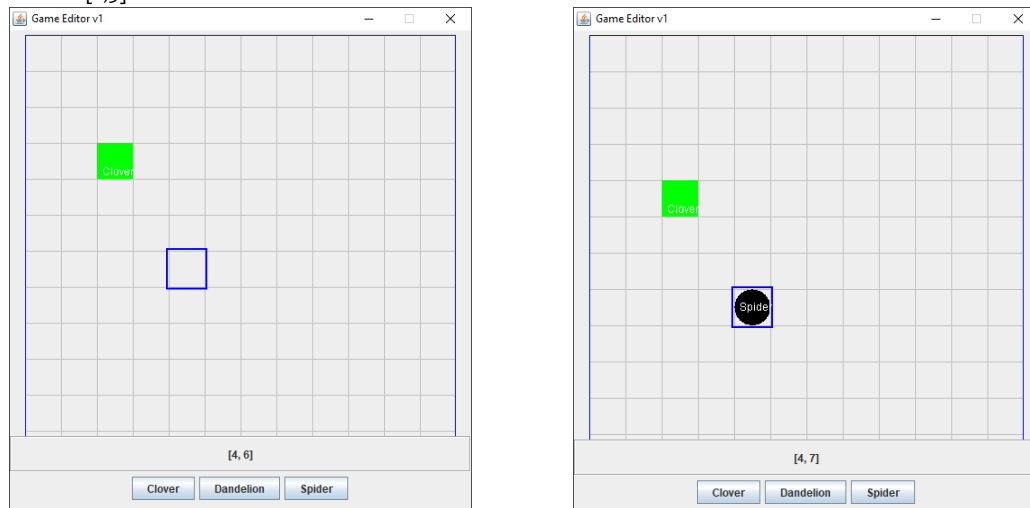 Game Editor v1
Clover
[4, 6]
Clover Dandelion Spider
Game Editor v1
Clover
Spider
[4, 7]
Clover Dandelion Spider